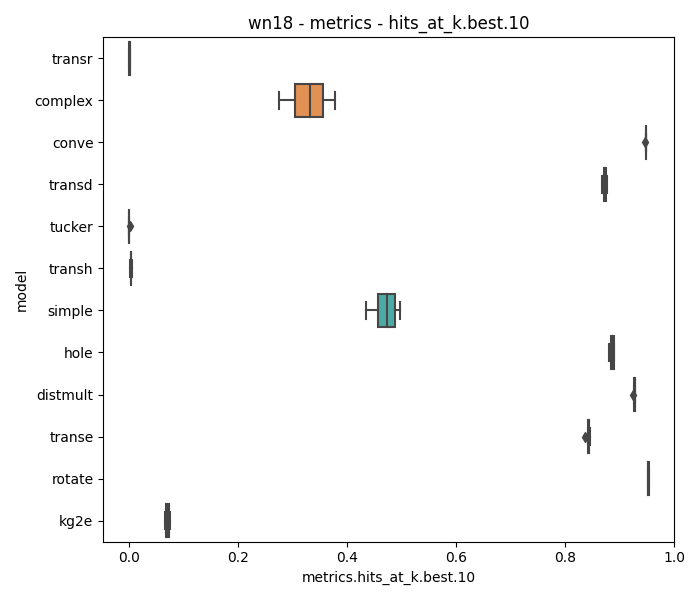 wn18 - metrics - hits_at_k.best.10
transr
complex
conve
transd
tucker
transh
simple
hole
distmult
transe
rotate
kg2e
model
0.0 0.2 0.4 0.6 0.8 1.0
metrics.hits_at_k.best.10